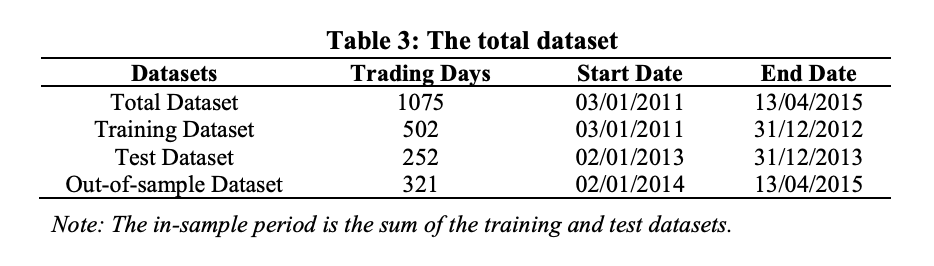 Table 3: The total dataset
Datasets Trading Days Start Date End Date
Total Dataset 1075 03/01/2011 13/04/2015
Training Dataset 502 03/01/2011 31/12/2012
Test Dataset 252 02/01/2013 31/12/2013
Out-of-sample Dataset 321 02/01/2014 13/04/2015
Note: The in-sample period is the sum of the training and test datasets.